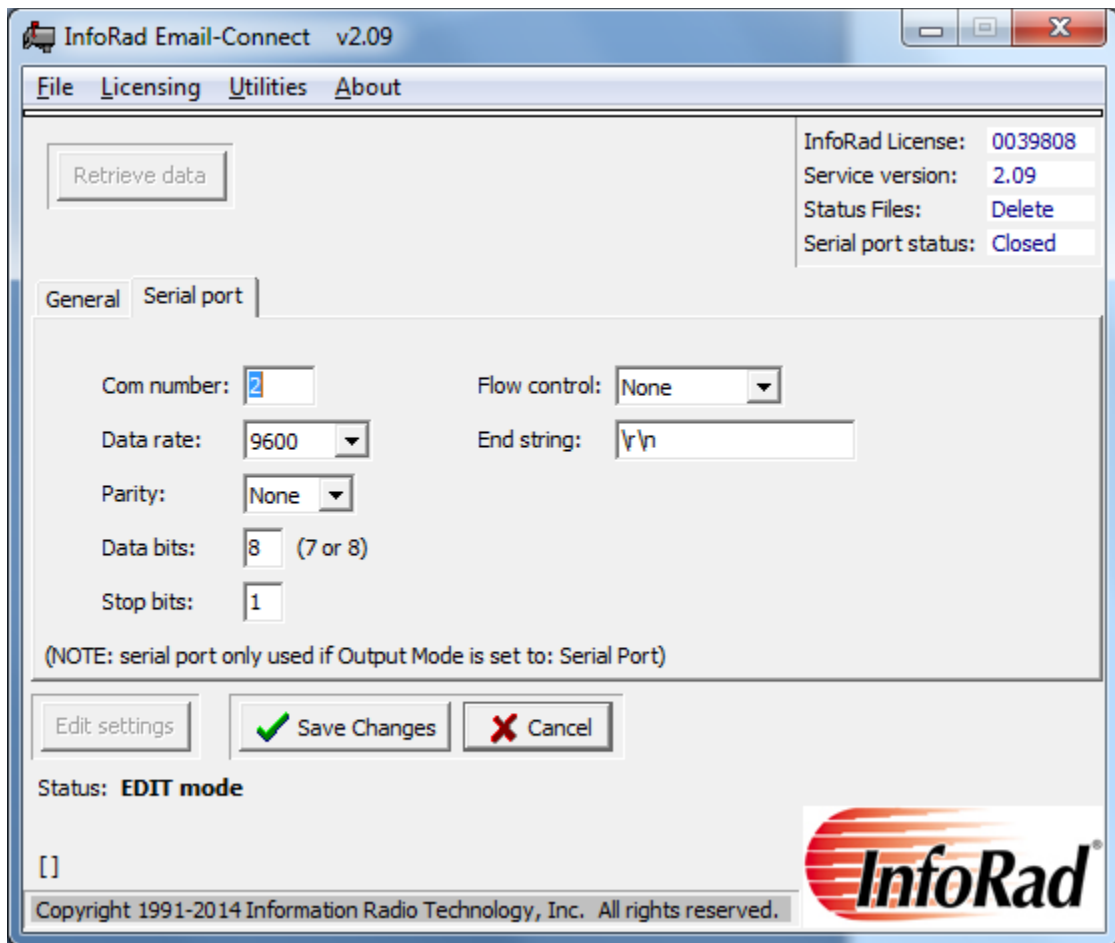 InfoRad Email-Connect v2.09
File Licensing Utilities About
Retrieve data
InfoRad License: 0039808
Service version: 2.09
Status Files: Delete
Serial port status: Closed
General Serial port
Com number: 2 Flow control: None
Data rate: 9600 End string: \r\n
Parity: None
Data bits: 8 (7 or 8)
Stop bits: 1
(NOTE: serial port only used if Output Mode is set to: Serial Port)
Edit settings Save Changes Cancel
Status: EDIT mode
[]
InfoRad®
Copyright 1991-2014 Information Radio Technology, Inc. All rights reserved.